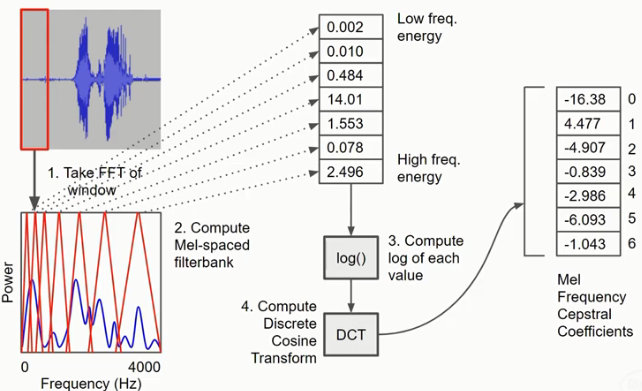 0.002
0.010
0.484
14.01
1.553
0.078
2.496
Low freq.
energy
High freq.
energy
1. Take FFT of
window
2. Compute
Mel-spaced
filterbank
Power
0
4000
Frequency (Hz)
log()
3. Compute
log of each
value
4. Compute
Discrete
Cosine
Transform
DCT
-16.38 0
4.477 1
-4.907 2
-0.839 3
-2.986 4
-6.093 5
-1.043 6
Mel
Frequency
Cepstral
Coefficients